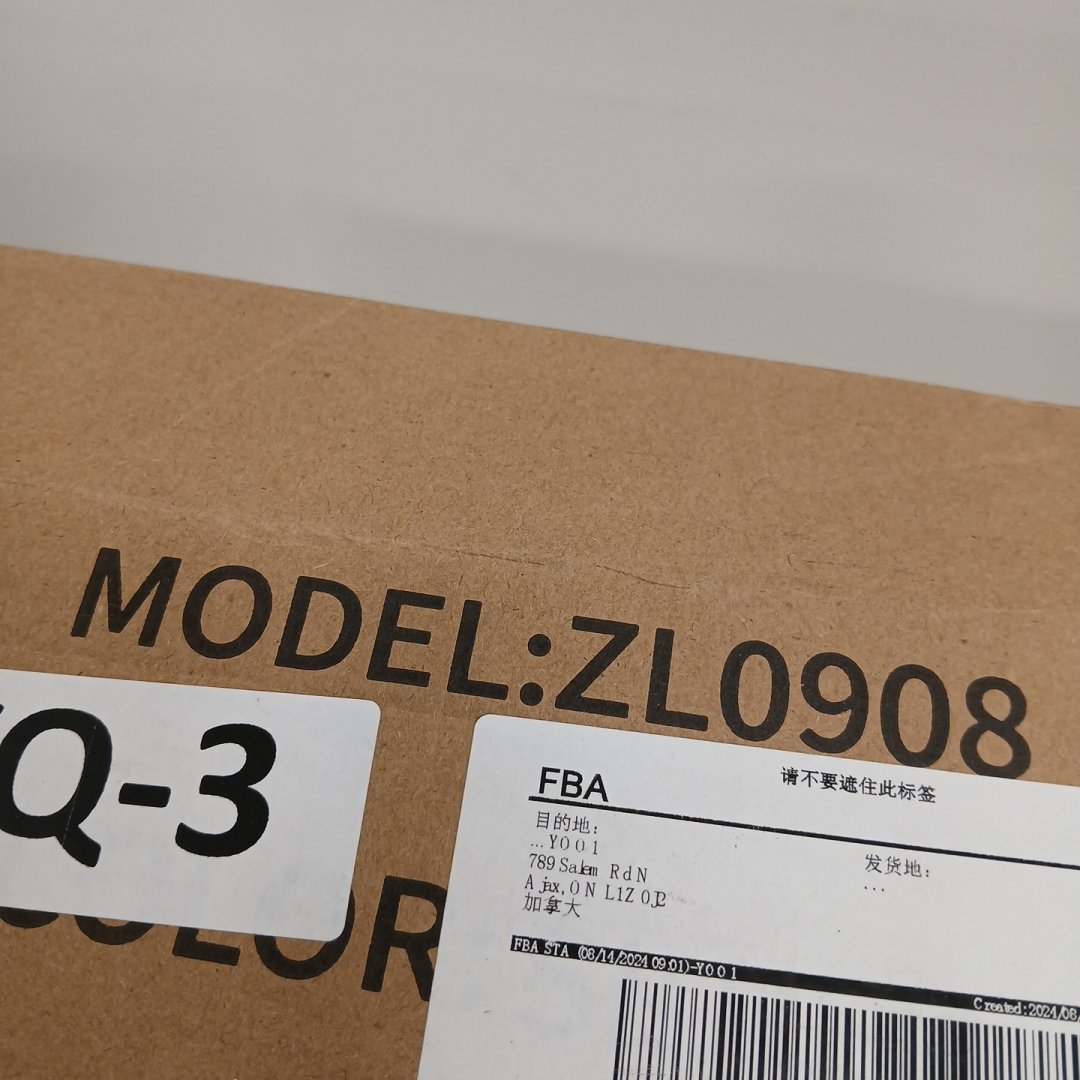 MODEL:ZL0908
Q-3
COLOR
FBA
请不要遮住此标签
目的地:
...YOO1
789 Salem Rd N
Ajax, ON L1Z 0J2
加拿大
发货地:
...
FBA STA (08/14/2024 09:01)-YOO1
Created:2024/08/